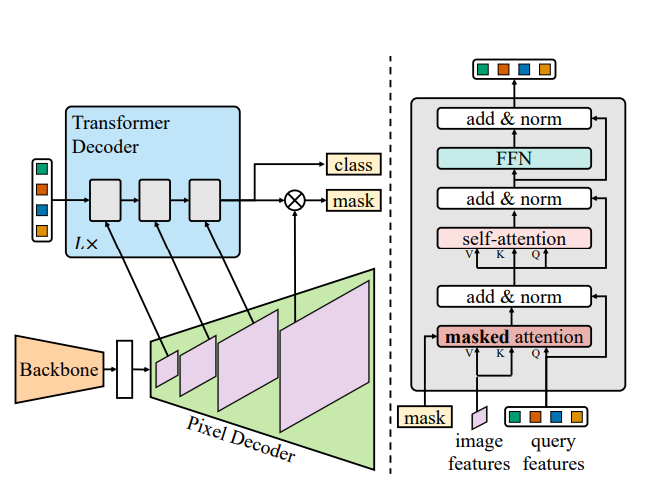 Transformer
Decoder
L×
class
mask
Backbone
Pixel Decoder
add & norm
FFN
add & norm
self-attention
V K Q
add & norm
masked attention
V K Q
mask
image
features
query
features